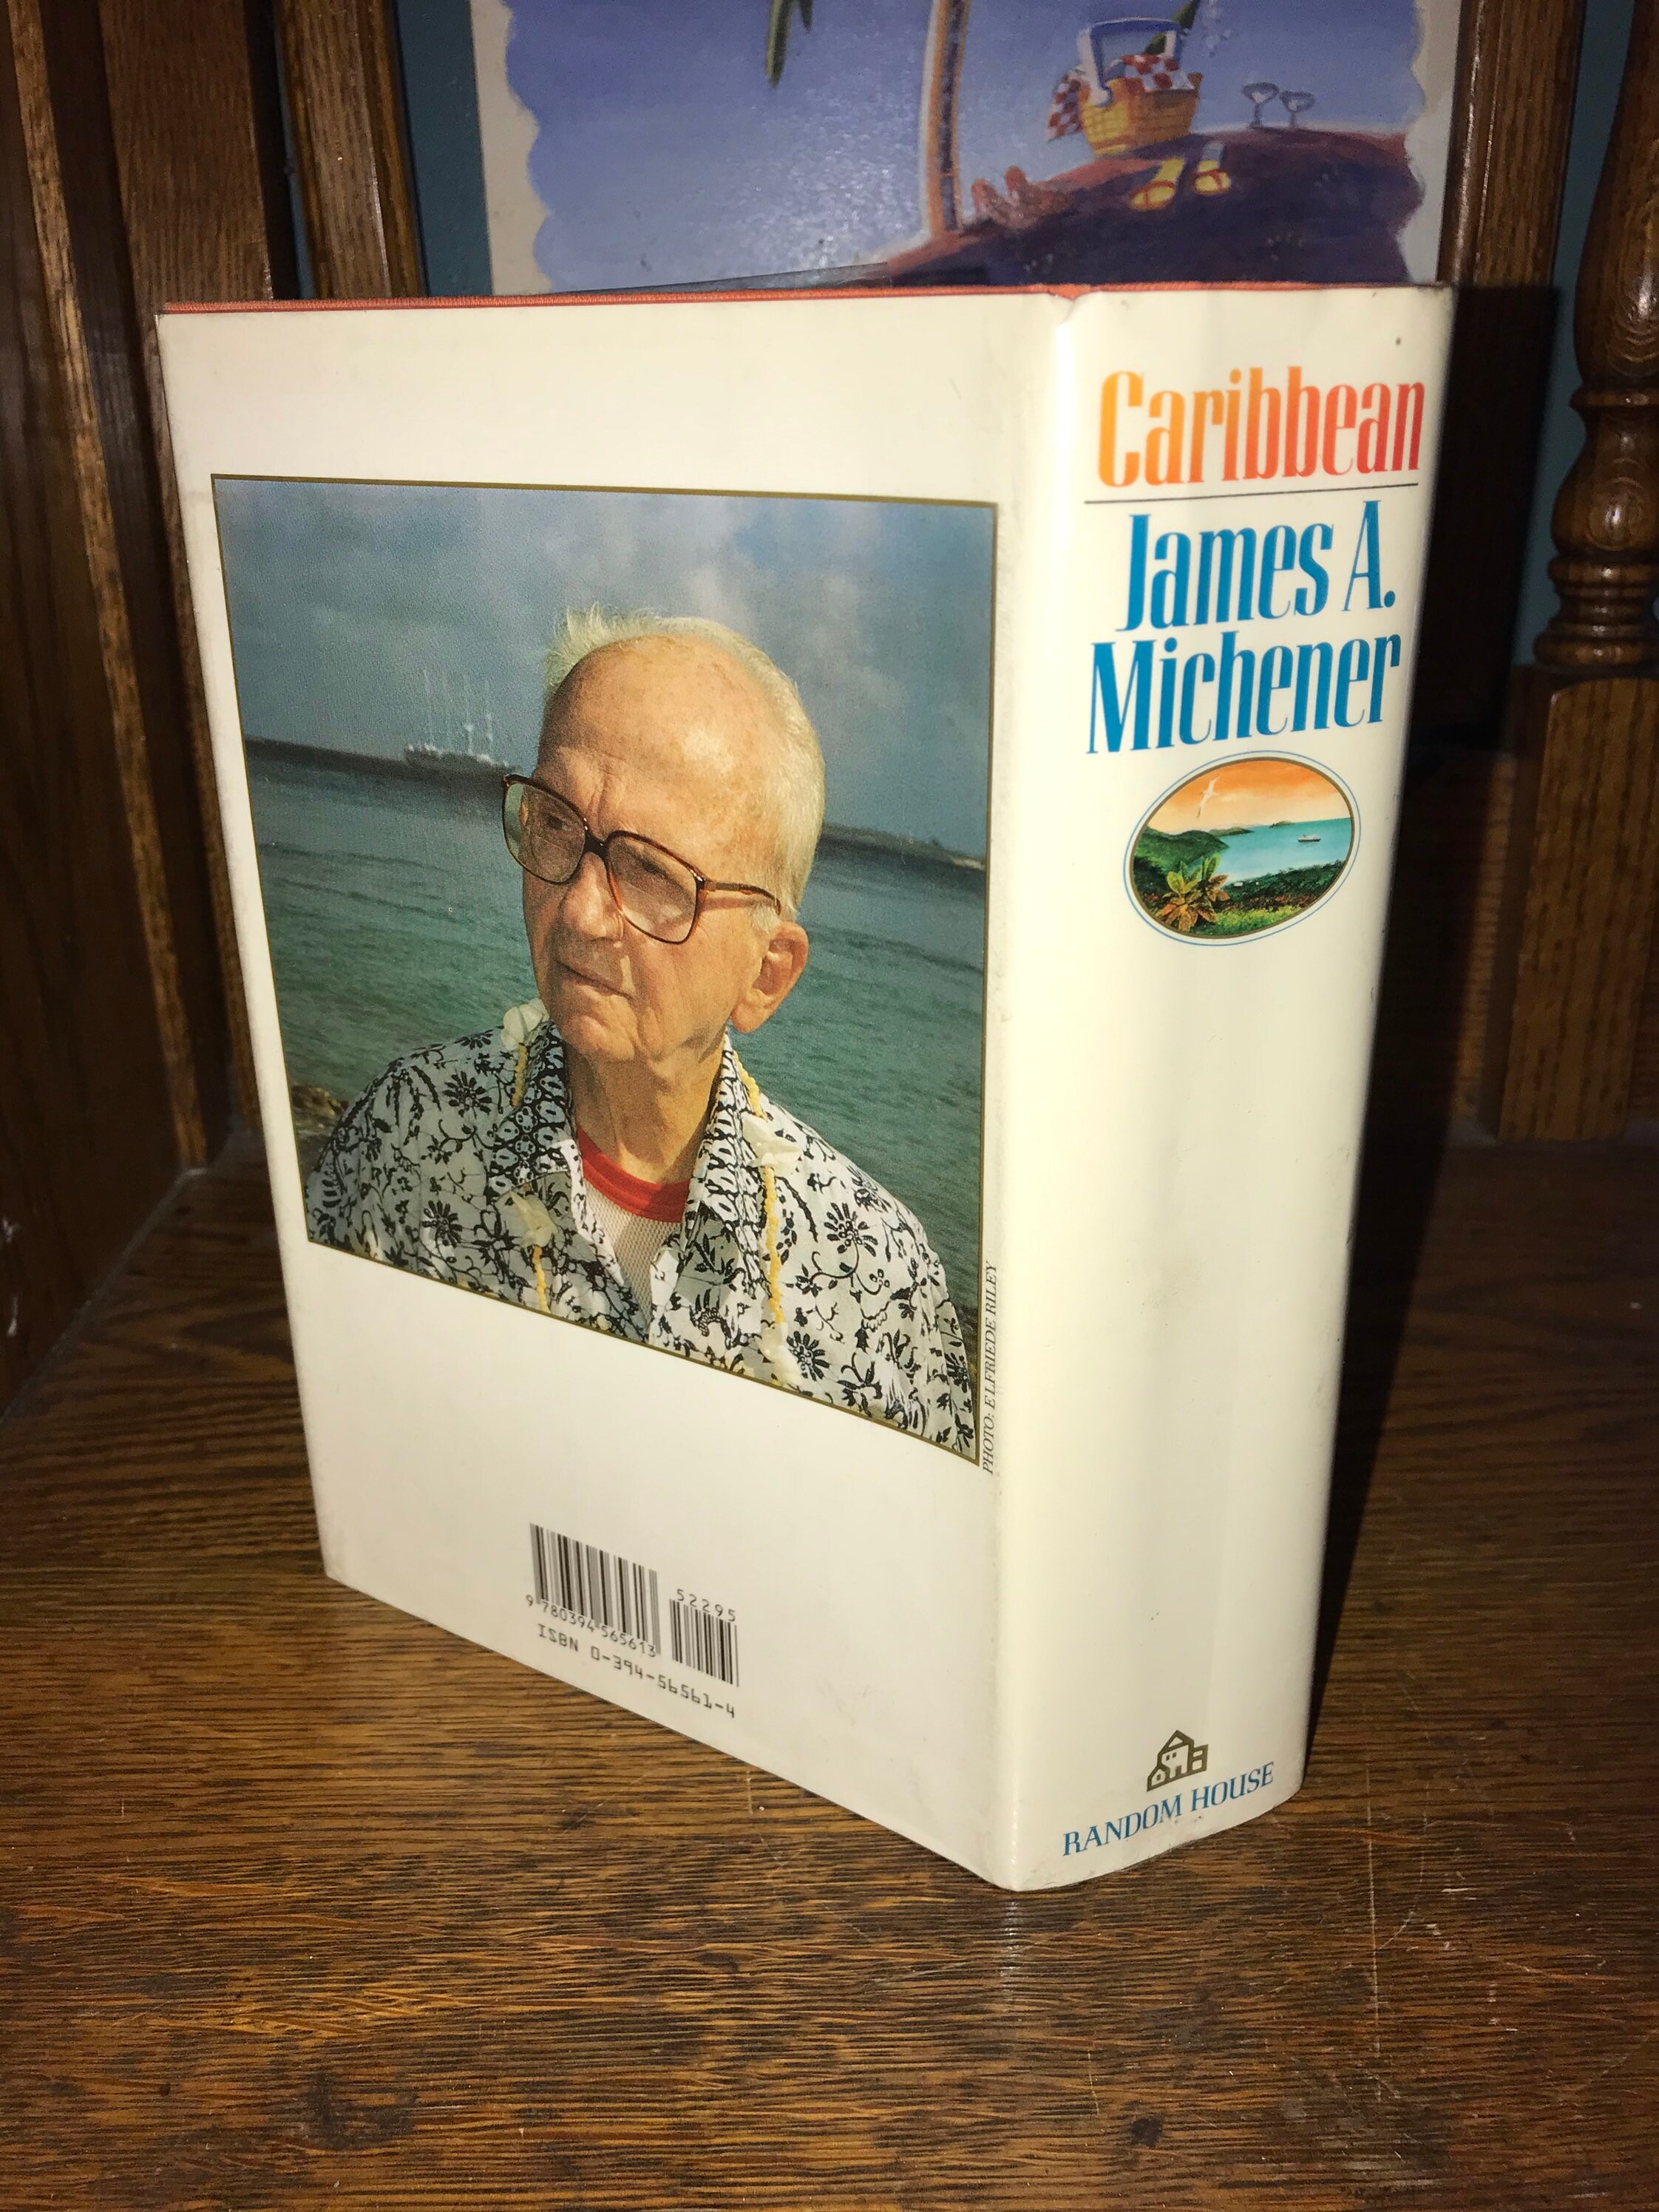 Caribbean
James A.
Michener
PHOTO: ELFRIEDE RILEY
52295
9 780394 565613
ISBN 0-394-56561-4
RANDOM HOUSE